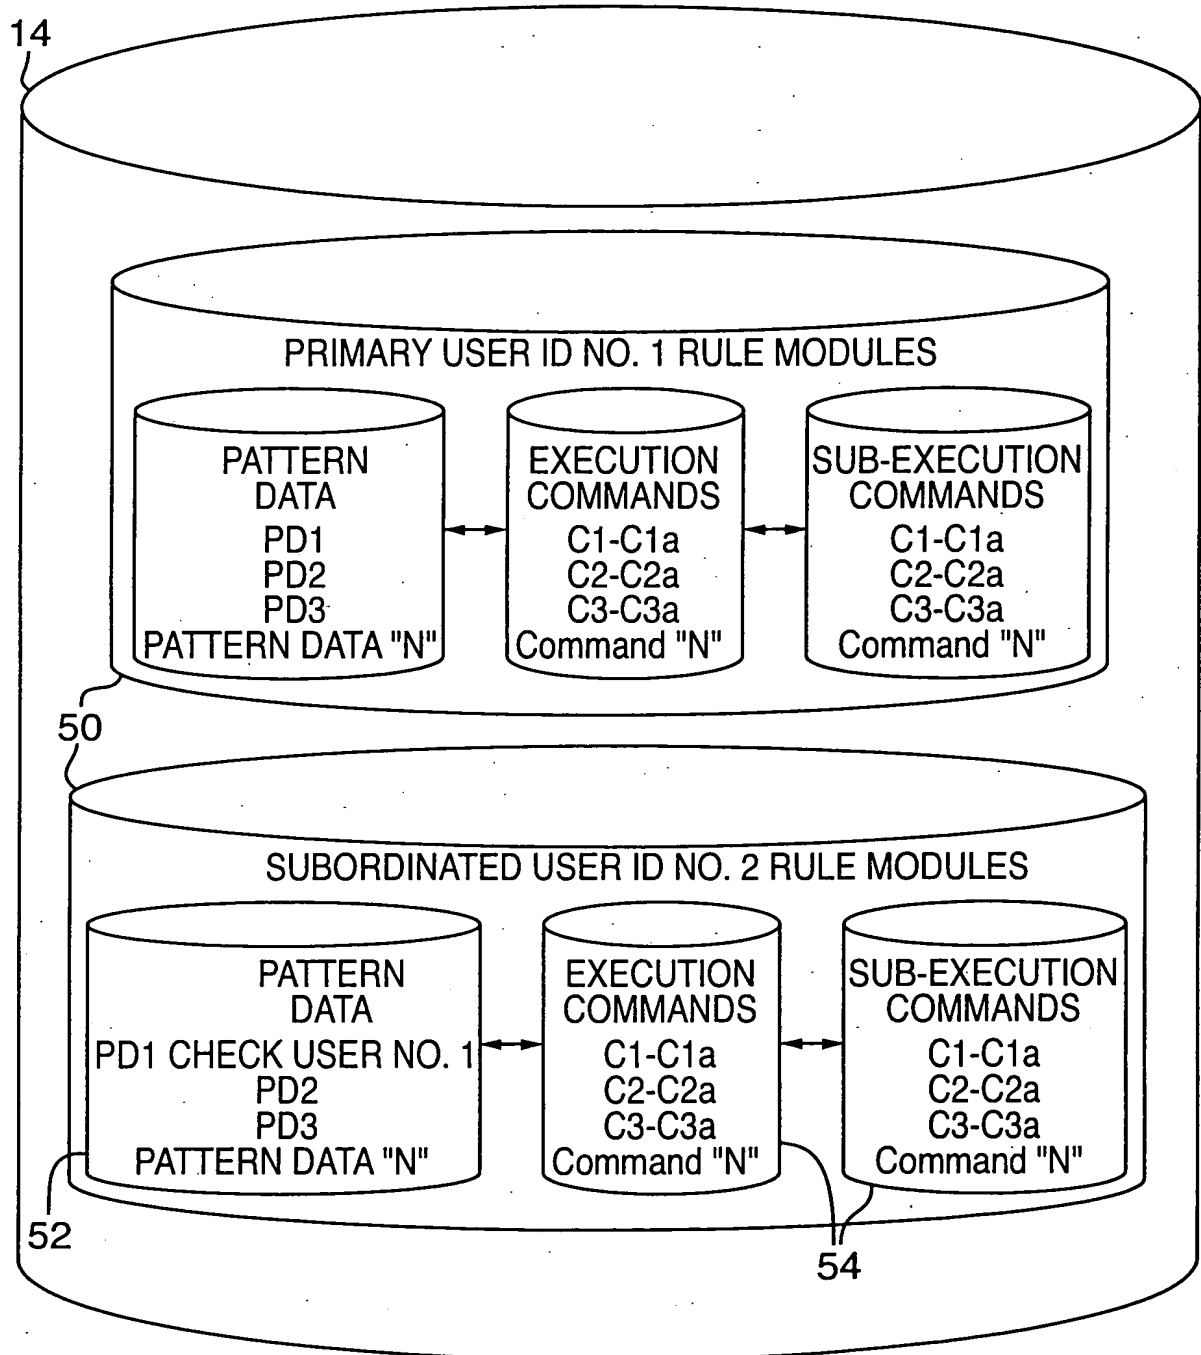 14
PRIMARY USER ID NO. 1 RULE MODULES
PATTERN
DATA
PD1
PD2
PD3
PATTERN DATA "N"
EXECUTION
COMMANDS
C1-C1a
C2-C2a
C3-C3a
Command "N"
SUB-EXECUTION
COMMANDS
C1-C1a
C2-C2a
C3-C3a
Command "N"
50
SUBORDINATED USER ID NO. 2 RULE MODULES
PATTERN
DATA
PD1 CHECK USER NO. 1
PD2
PD3
PATTERN DATA "N"
EXECUTION
COMMANDS
C1-C1a
C2-C2a
C3-C3a
Command "N"
SUB-EXECUTION
COMMANDS
C1-C1a
C2-C2a
C3-C3a
Command "N"
52
54